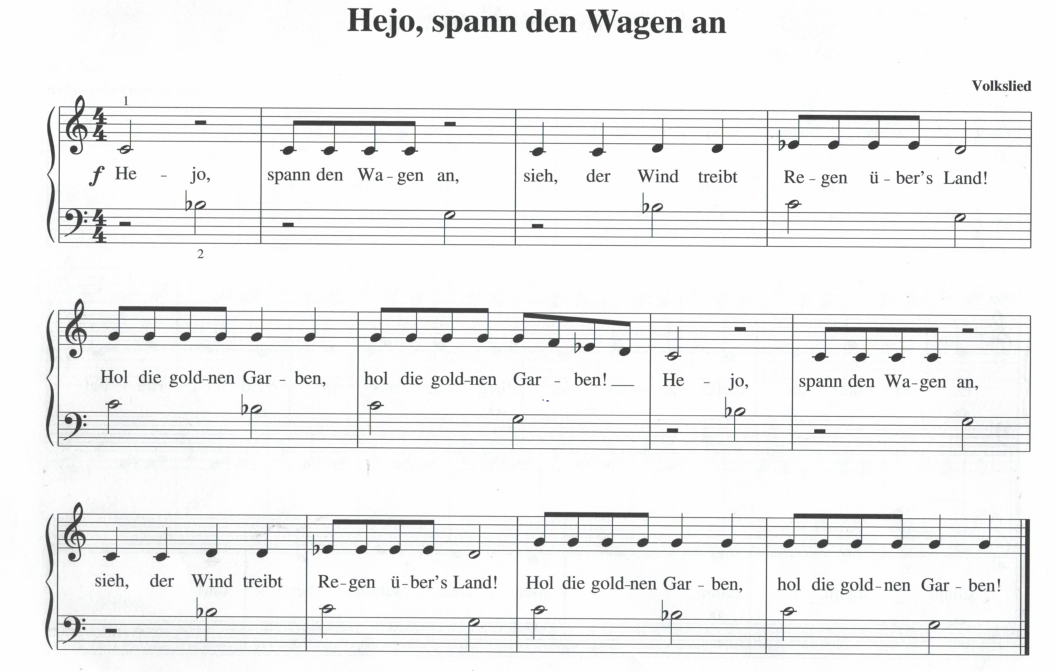 Hejo, spann den Wagen an
Volkslied
1
4 4
f He - jo, spann den Wa - gen an, sieh, der Wind treibt Re - gen ü - ber's Land!
4 4
2
Hol die gold-nen Gar - ben, hol die gold-nen Gar - ben! He - jo, spann den Wa - gen an,
sieh, der Wind treibt Re - gen ü - ber's Land! Hol die gold-nen Gar - ben, hol die gold-nen Gar - ben!